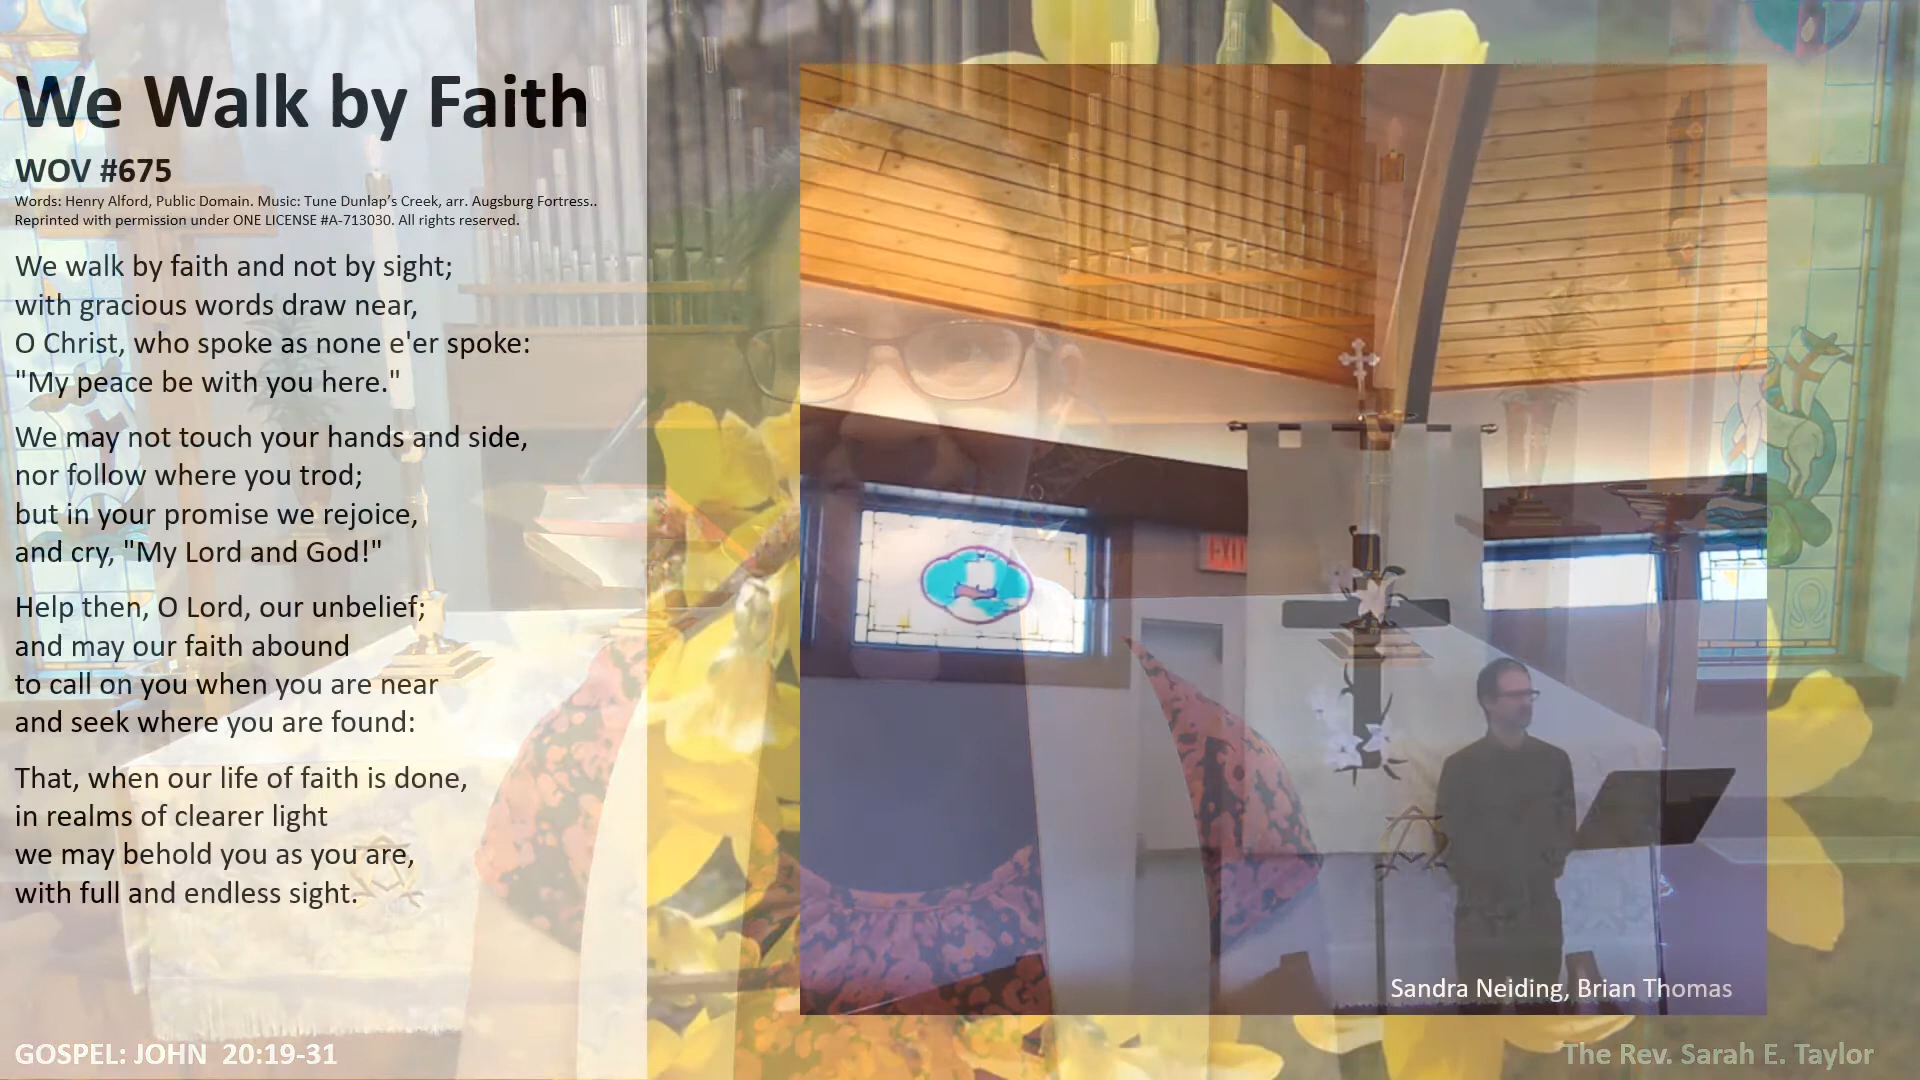 We Walk by Faith
WOV #675
Words: Henry Alford, Public Domain. Music: Tune Dunlap's Creek, arr. Augsburg Fortress..
Reprinted with permission under ONE LICENSE #A-713030. All rights reserved.
We walk by faith and not by sight;
with gracious words draw near,
O Christ, who spoke as none e'er spoke:
"My peace be with you here."
We may not touch your hands and side,
nor follow where you trod;
but in your promise we rejoice,
and cry, "My Lord and God!"
Help then, O Lord, our unbelief;
and may our faith abound
to call on you when you are near
and seek where you are found:
That, when our life of faith is done,
in realms of clearer light
we may behold you as you are,
with full and endless sight.
EXIT
Sandra Neiding, Brian Thomas
GOSPEL: JOHN 20:19-31
The Rev. Sarah E. Taylor